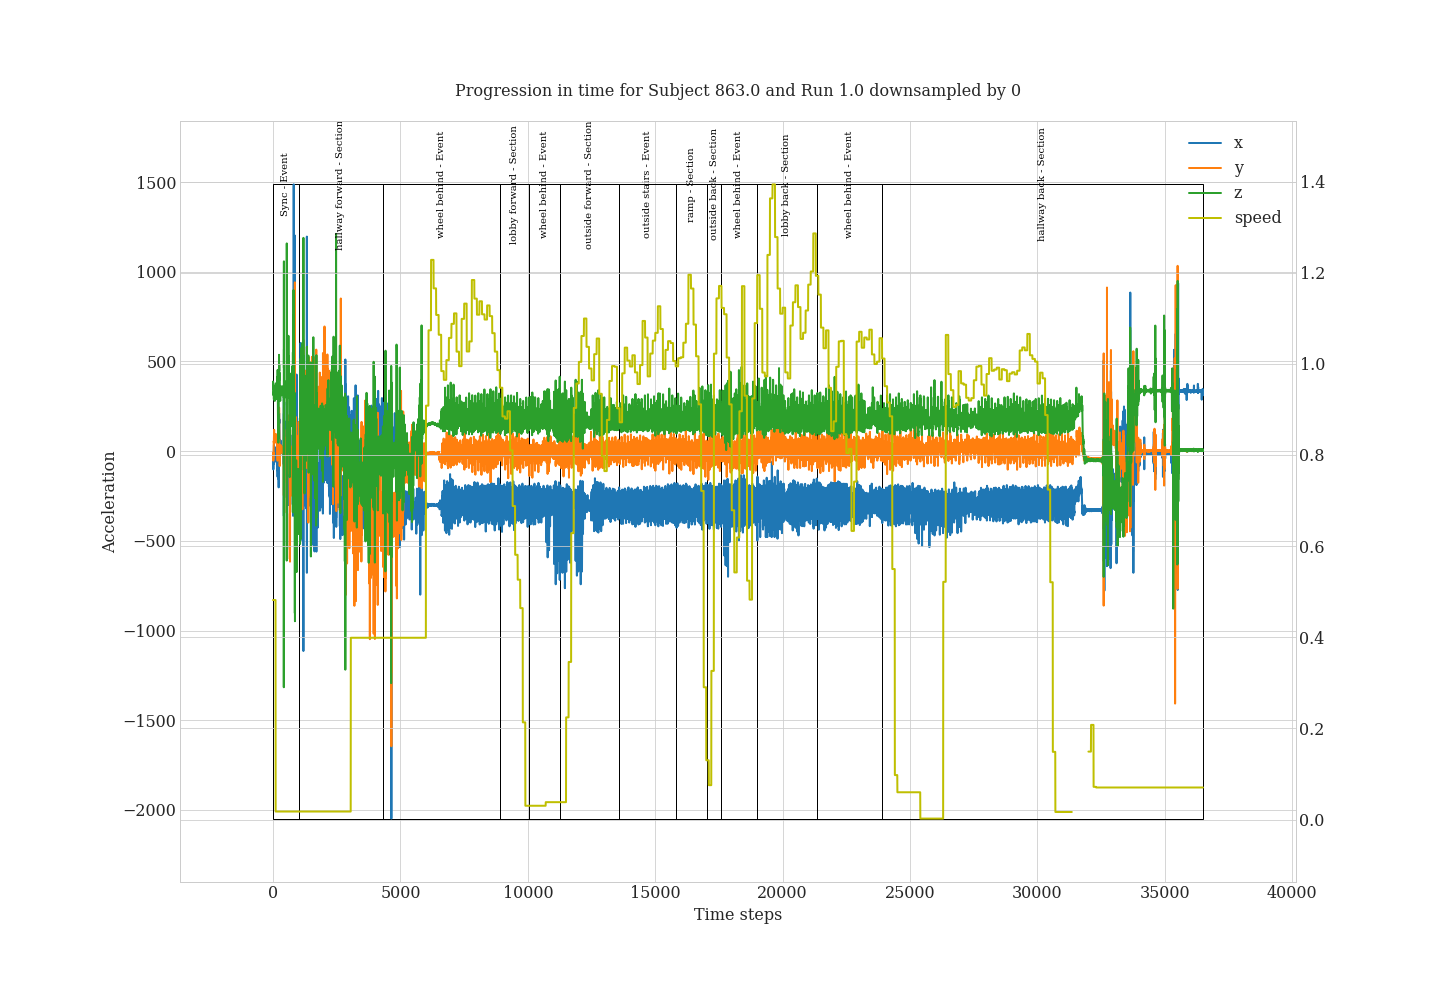 Progression in time for Subject 863.0 and Run 1.0 downsampled by 0
Sync - Event
hallway forward - Section
wheel behind - Event
lobby forward - Section
wheel behind - Event
outside forward - Section
outside stairs - Event
ramp - Section
outside back - Section
wheel behind - Event
lobby back - Section
wheel behind - Event
hallway back - Section
x
y
z
speed
1500
1000
500
0
−500
−1000
−1500
−2000
Acceleration
1.4
1.2
1.0
0.8
0.6
0.4
0.2
0.0
0 5000 10000 15000 20000 25000 30000 35000 40000
Time steps